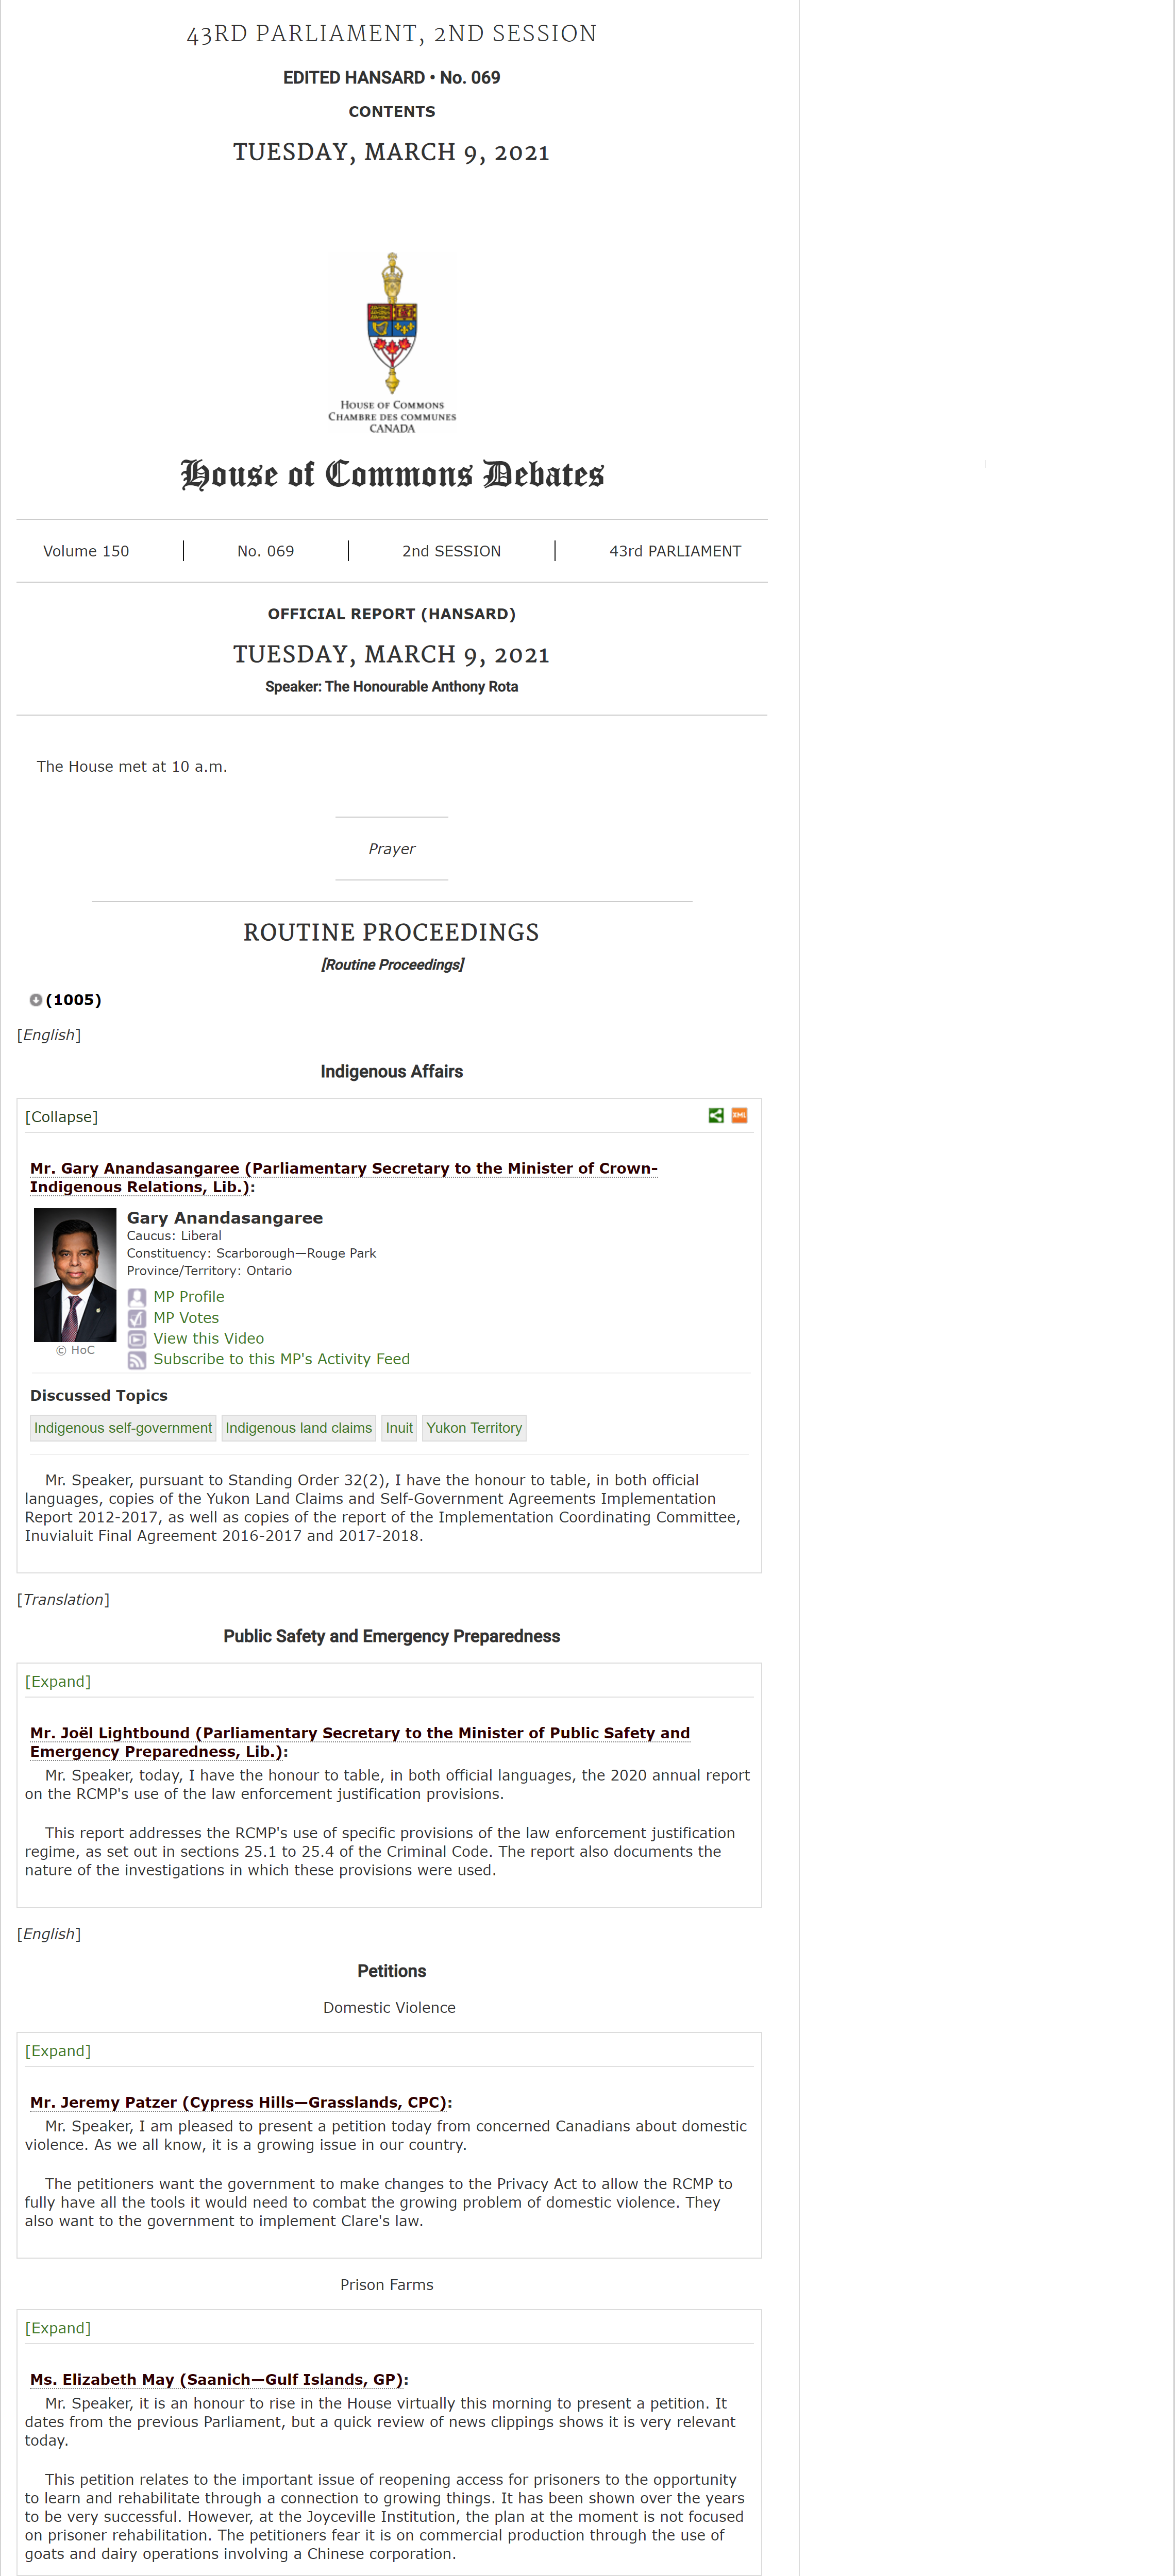 43RD PARLIAMENT, 2ND SESSION
EDITED HANSARD • No. 069
CONTENTS
TUESDAY, MARCH 9, 2021
HOUSE OF COMMONS
CHAMBRE DES COMMUNES
CANADA
House of Commons Debates
Volume 150
No. 069
2nd SESSION
43rd PARLIAMENT
OFFICIAL REPORT (HANSARD)
TUESDAY, MARCH 9, 2021
Speaker: The Honourable Anthony Rota
The House met at 10 a.m.
Prayer
ROUTINE PROCEEDINGS
[Routine Proceedings]
(1005)
[English]
Indigenous Affairs
[Collapse]
XML
Mr. Gary Anandasangaree (Parliamentary Secretary to the Minister of Crown-
Indigenous Relations, Lib.):
Gary Anandasangaree
Caucus: Liberal
Constituency: Scarborough—Rouge Park
Province/Territory: Ontario
MP Profile
MP Votes
View this Video
Subscribe to this MP's Activity Feed
© HoC
Discussed Topics
Indigenous self-government
Indigenous land claims
Inuit
Yukon Territory
Mr. Speaker, pursuant to Standing Order 32(2), I have the honour to table, in both official
languages, copies of the Yukon Land Claims and Self-Government Agreements Implementation
Report 2012-2017, as well as copies of the report of the Implementation Coordinating Committee,
Inuvialuit Final Agreement 2016-2017 and 2017-2018.
[Translation]
Public Safety and Emergency Preparedness
[Expand]
Mr. Joël Lightbound (Parliamentary Secretary to the Minister of Public Safety and
Emergency Preparedness, Lib.):
Mr. Speaker, today, I have the honour to table, in both official languages, the 2020 annual report
on the RCMP's use of the law enforcement justification provisions.
This report addresses the RCMP's use of specific provisions of the law enforcement justification
regime, as set out in sections 25.1 to 25.4 of the Criminal Code. The report also documents the
nature of the investigations in which these provisions were used.
[English]
Petitions
Domestic Violence
[Expand]
Mr. Jeremy Patzer (Cypress Hills—Grasslands, CPC):
Mr. Speaker, I am pleased to present a petition today from concerned Canadians about domestic
violence. As we all know, it is a growing issue in our country.
The petitioners want the government to make changes to the Privacy Act to allow the RCMP to
fully have all the tools it would need to combat the growing problem of domestic violence. They
also want to the government to implement Clare's law.
Prison Farms
[Expand]
Ms. Elizabeth May (Saanich—Gulf Islands, GP):
Mr. Speaker, it is an honour to rise in the House virtually this morning to present a petition. It
dates from the previous Parliament, but a quick review of news clippings shows it is very relevant
today.
This petition relates to the important issue of reopening access for prisoners to the opportunity
to learn and rehabilitate through a connection to growing things. It has been shown over the years
to be very successful. However, at the Joyceville Institution, the plan at the moment is not focused
on prisoner rehabilitation. The petitioners fear it is on commercial production through the use of
goats and dairy operations involving a Chinese corporation.